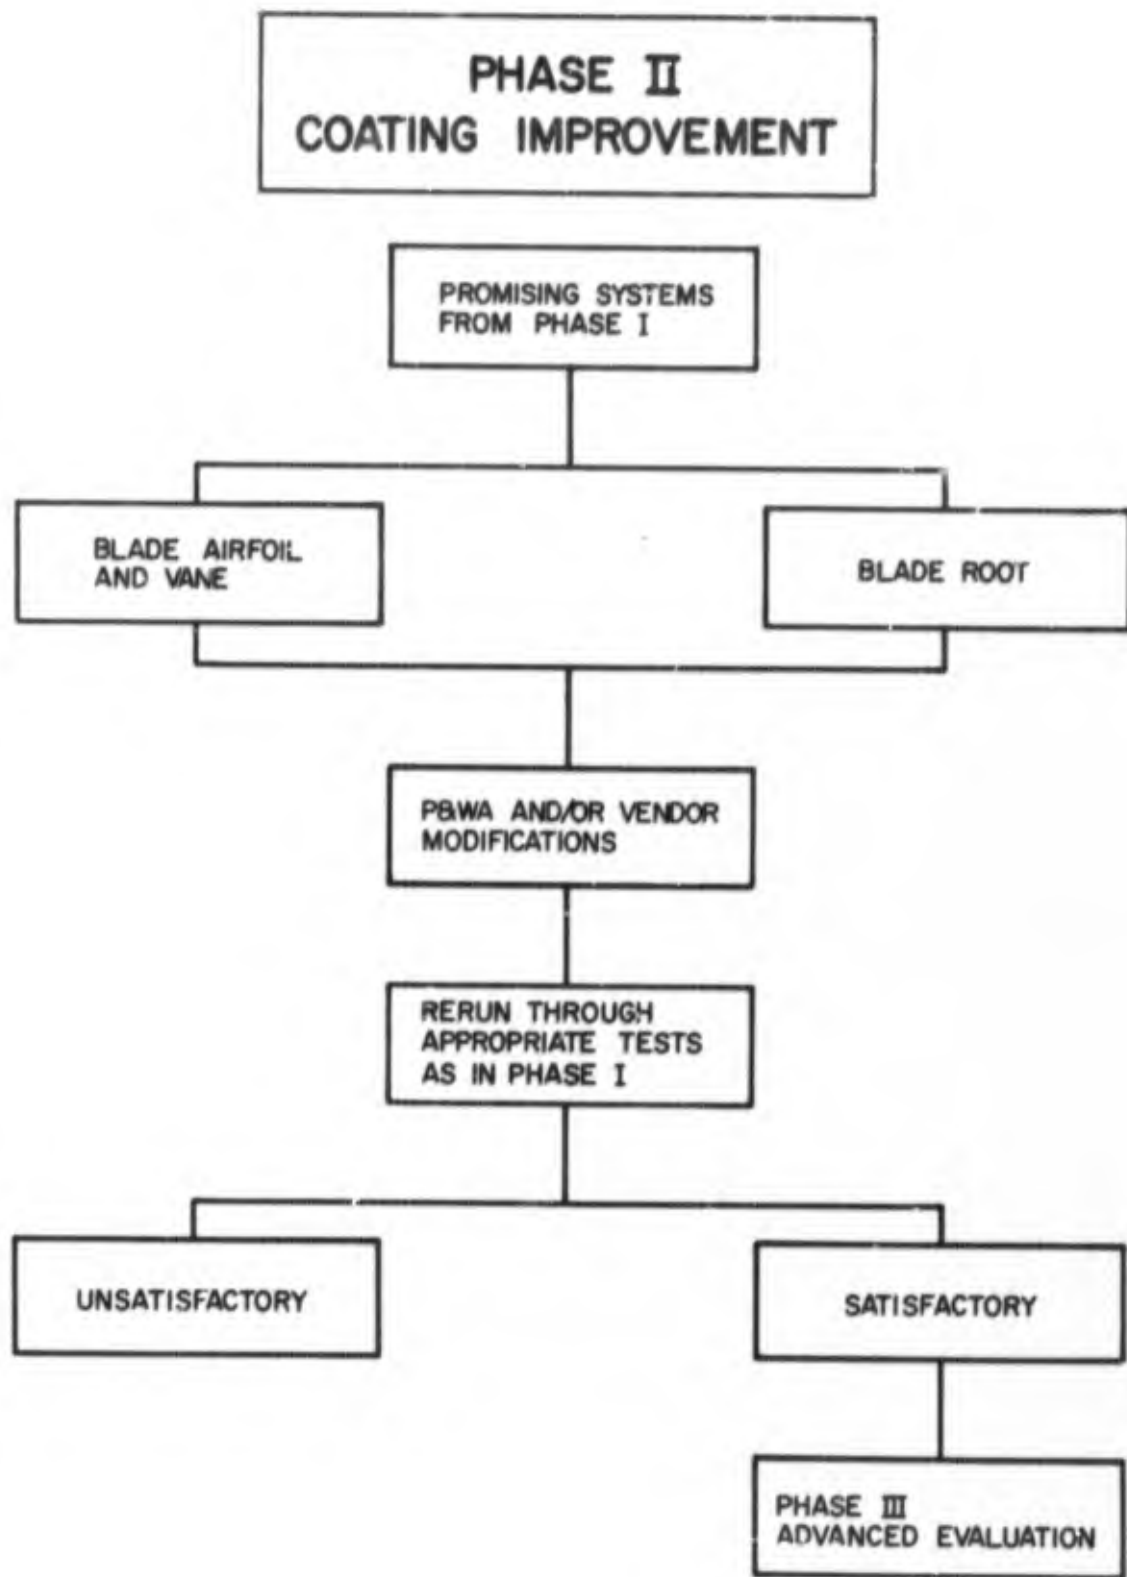 PHASE II
COATING IMPROVEMENT
PROMISING SYSTEMS
FROM PHASE I
BLADE AIRFOIL
AND VANE
BLADE ROOT
P&WA AND/OR VENDOR
MODIFICATIONS
RERUN THROUGH
APPROPRIATE TESTS
AS IN PHASE I
UNSATISFACTORY
SATISFACTORY
PHASE III
ADVANCED EVALUATION